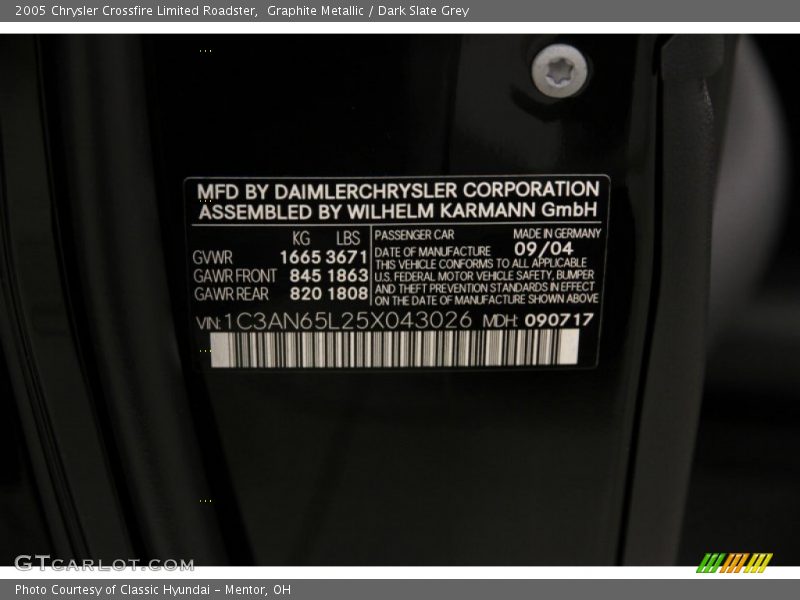 2005 Chrysler Crossfire Limited Roadster,  Graphite Metallic / Dark Slate Grey
MFD BY DAIMLERCHRYSLER CORPORATION
ASSEMBLED BY WILHELM KARMANN GmbH
KG LBS
GVWR 1665 3671
GAWR FRONT 845 1863
GAWR REAR 820 1808
PASSENGER CAR MADE IN GERMANY
DATE OF MANUFACTURE 09/04
THIS VEHICLE CONFORMS TO ALL APPLICABLE
U.S. FEDERAL MOTOR VEHICLE SAFETY, BUMPER
AND THEFT PREVENTION STANDARDS IN EFFECT
ON THE DATE OF MANUFACTURE SHOWN ABOVE
VIN: 1C3AN65L25X043026 MDH: 090717
GTCARLOT.COM
Photo Courtesy of Classic Hyundai - Mentor, OH